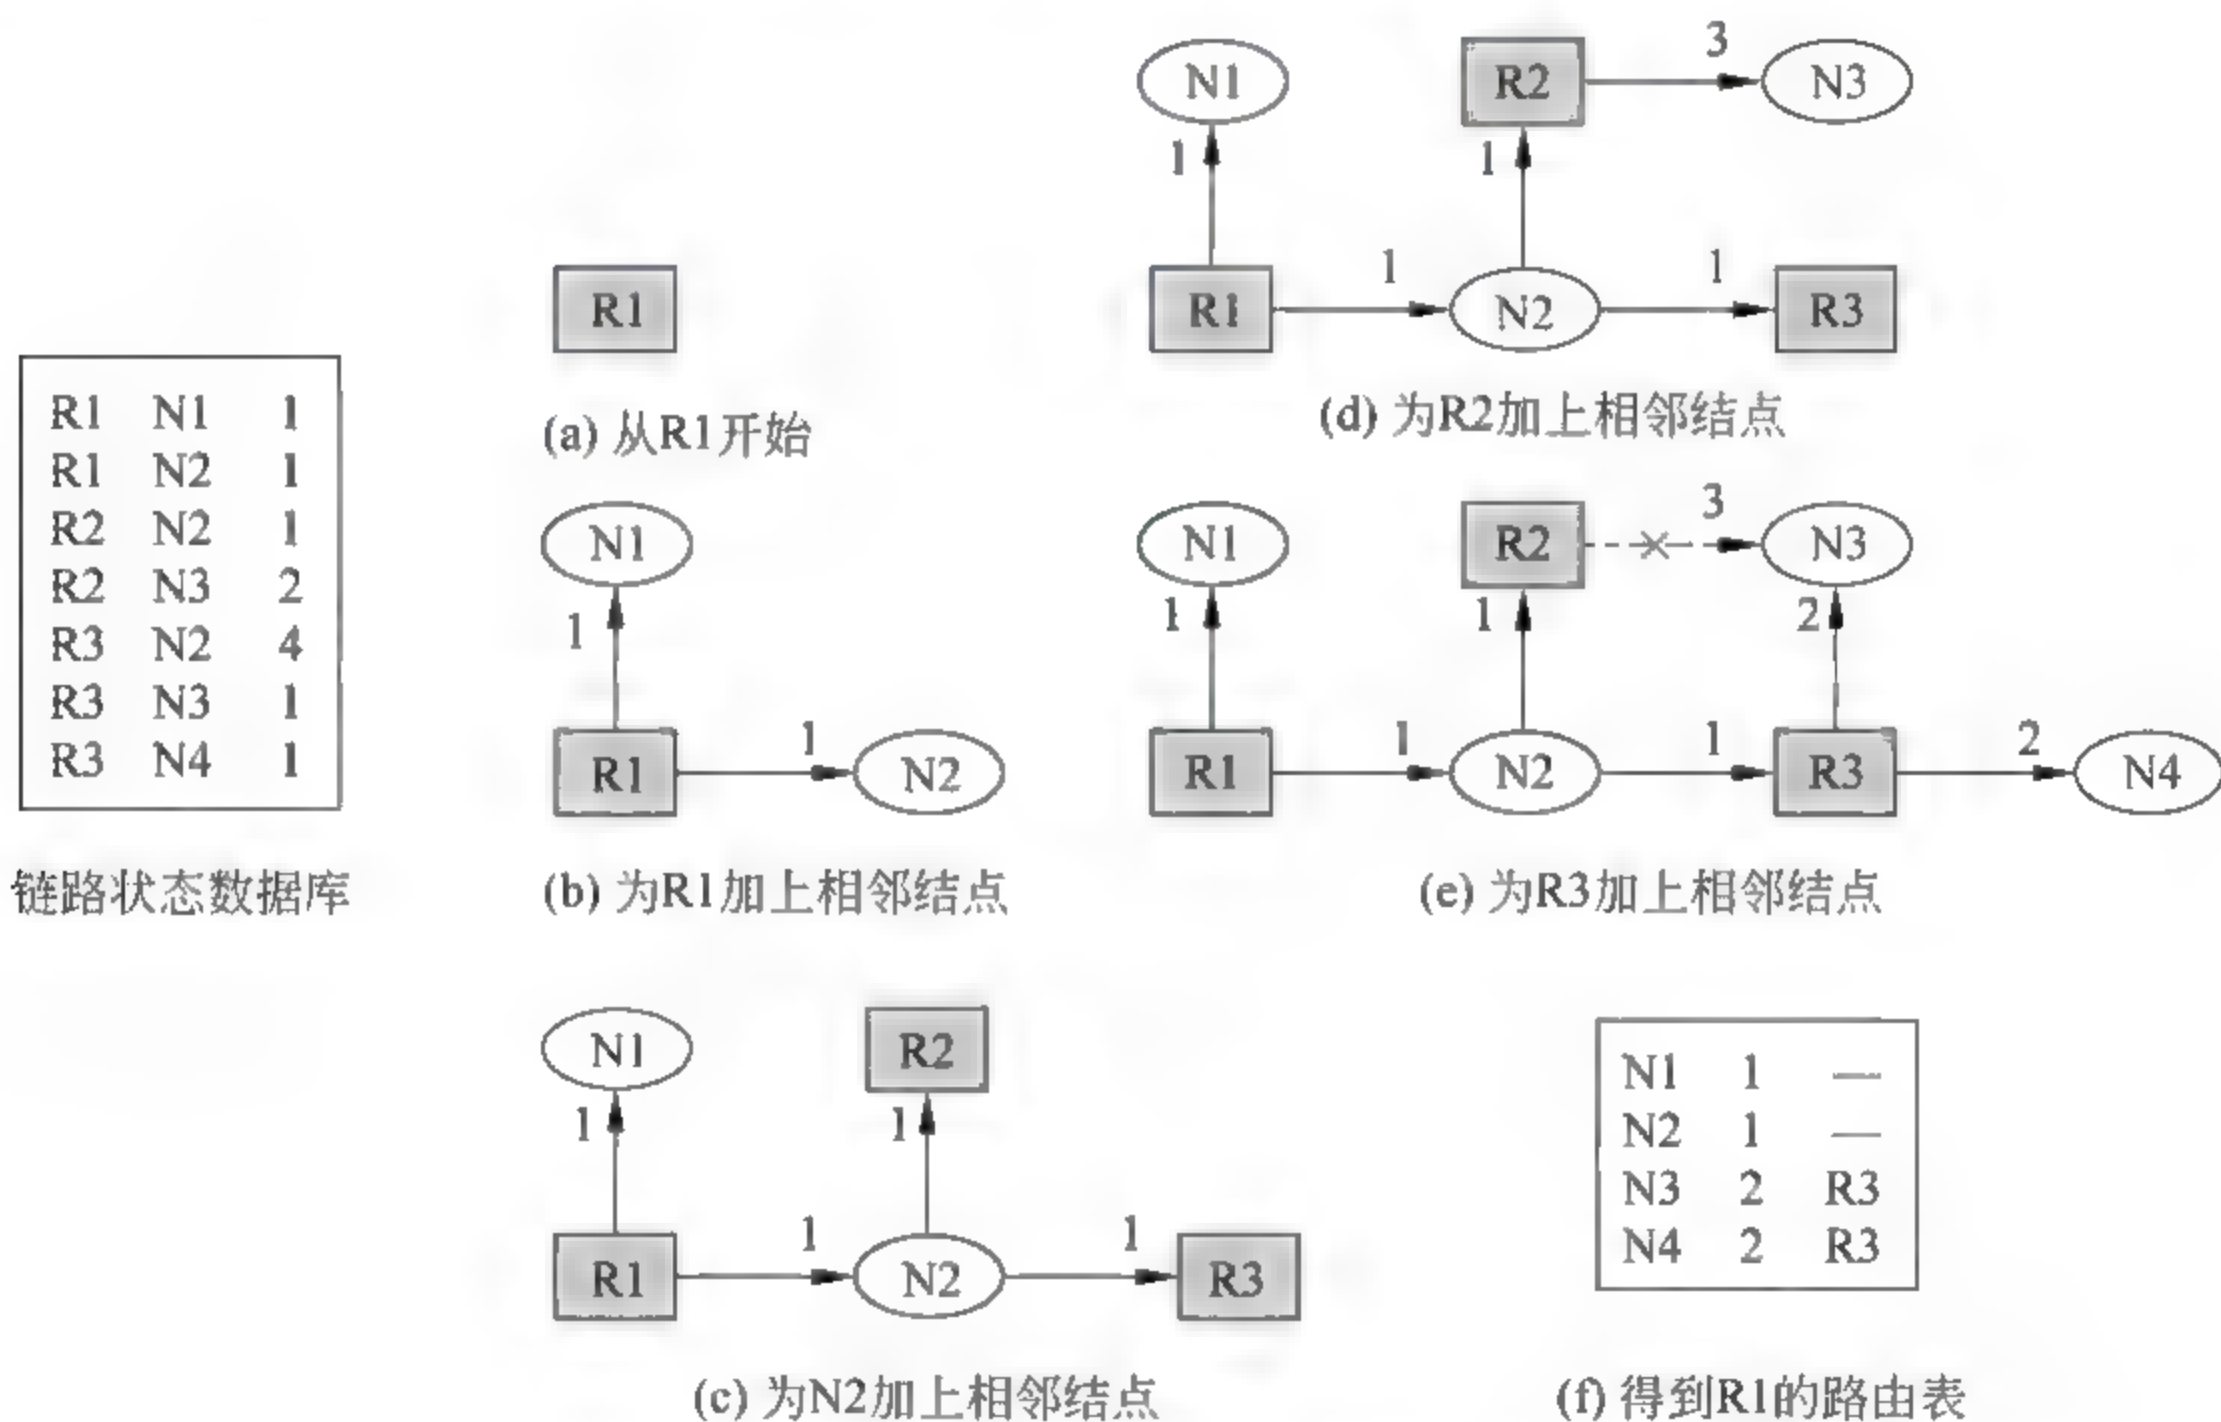 R1 N1 1
R1 N2 1
R2 N2 1
R2 N3 2
R3 N2 4
R3 N3 1
R3 N4 1
链路状态数据库
R1
(a) 从R1开始
N1
1
R1
1
N2
(b) 为R1加上相邻结点
N1
R2
1
1
R1
1
N2
1
R3
(c) 为N2加上相邻结点
N1
R2
3
N3
1
1
R1
1
N2
1
R3
(d) 为R2加上相邻结点
N1
R2
3
N3
1
1
2
R1
1
N2
1
R3
2
N4
(e) 为R3加上相邻结点
N1 1 —
N2 1 —
N3 2 R3
N4 2 R3
(f) 得到R1的路由表